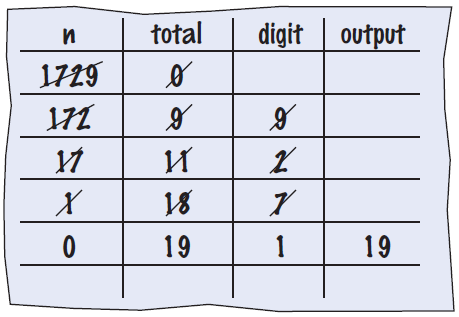 n total digit output
1729 0
172 9 9
17 11 2
1 18 7
0 19 1 19